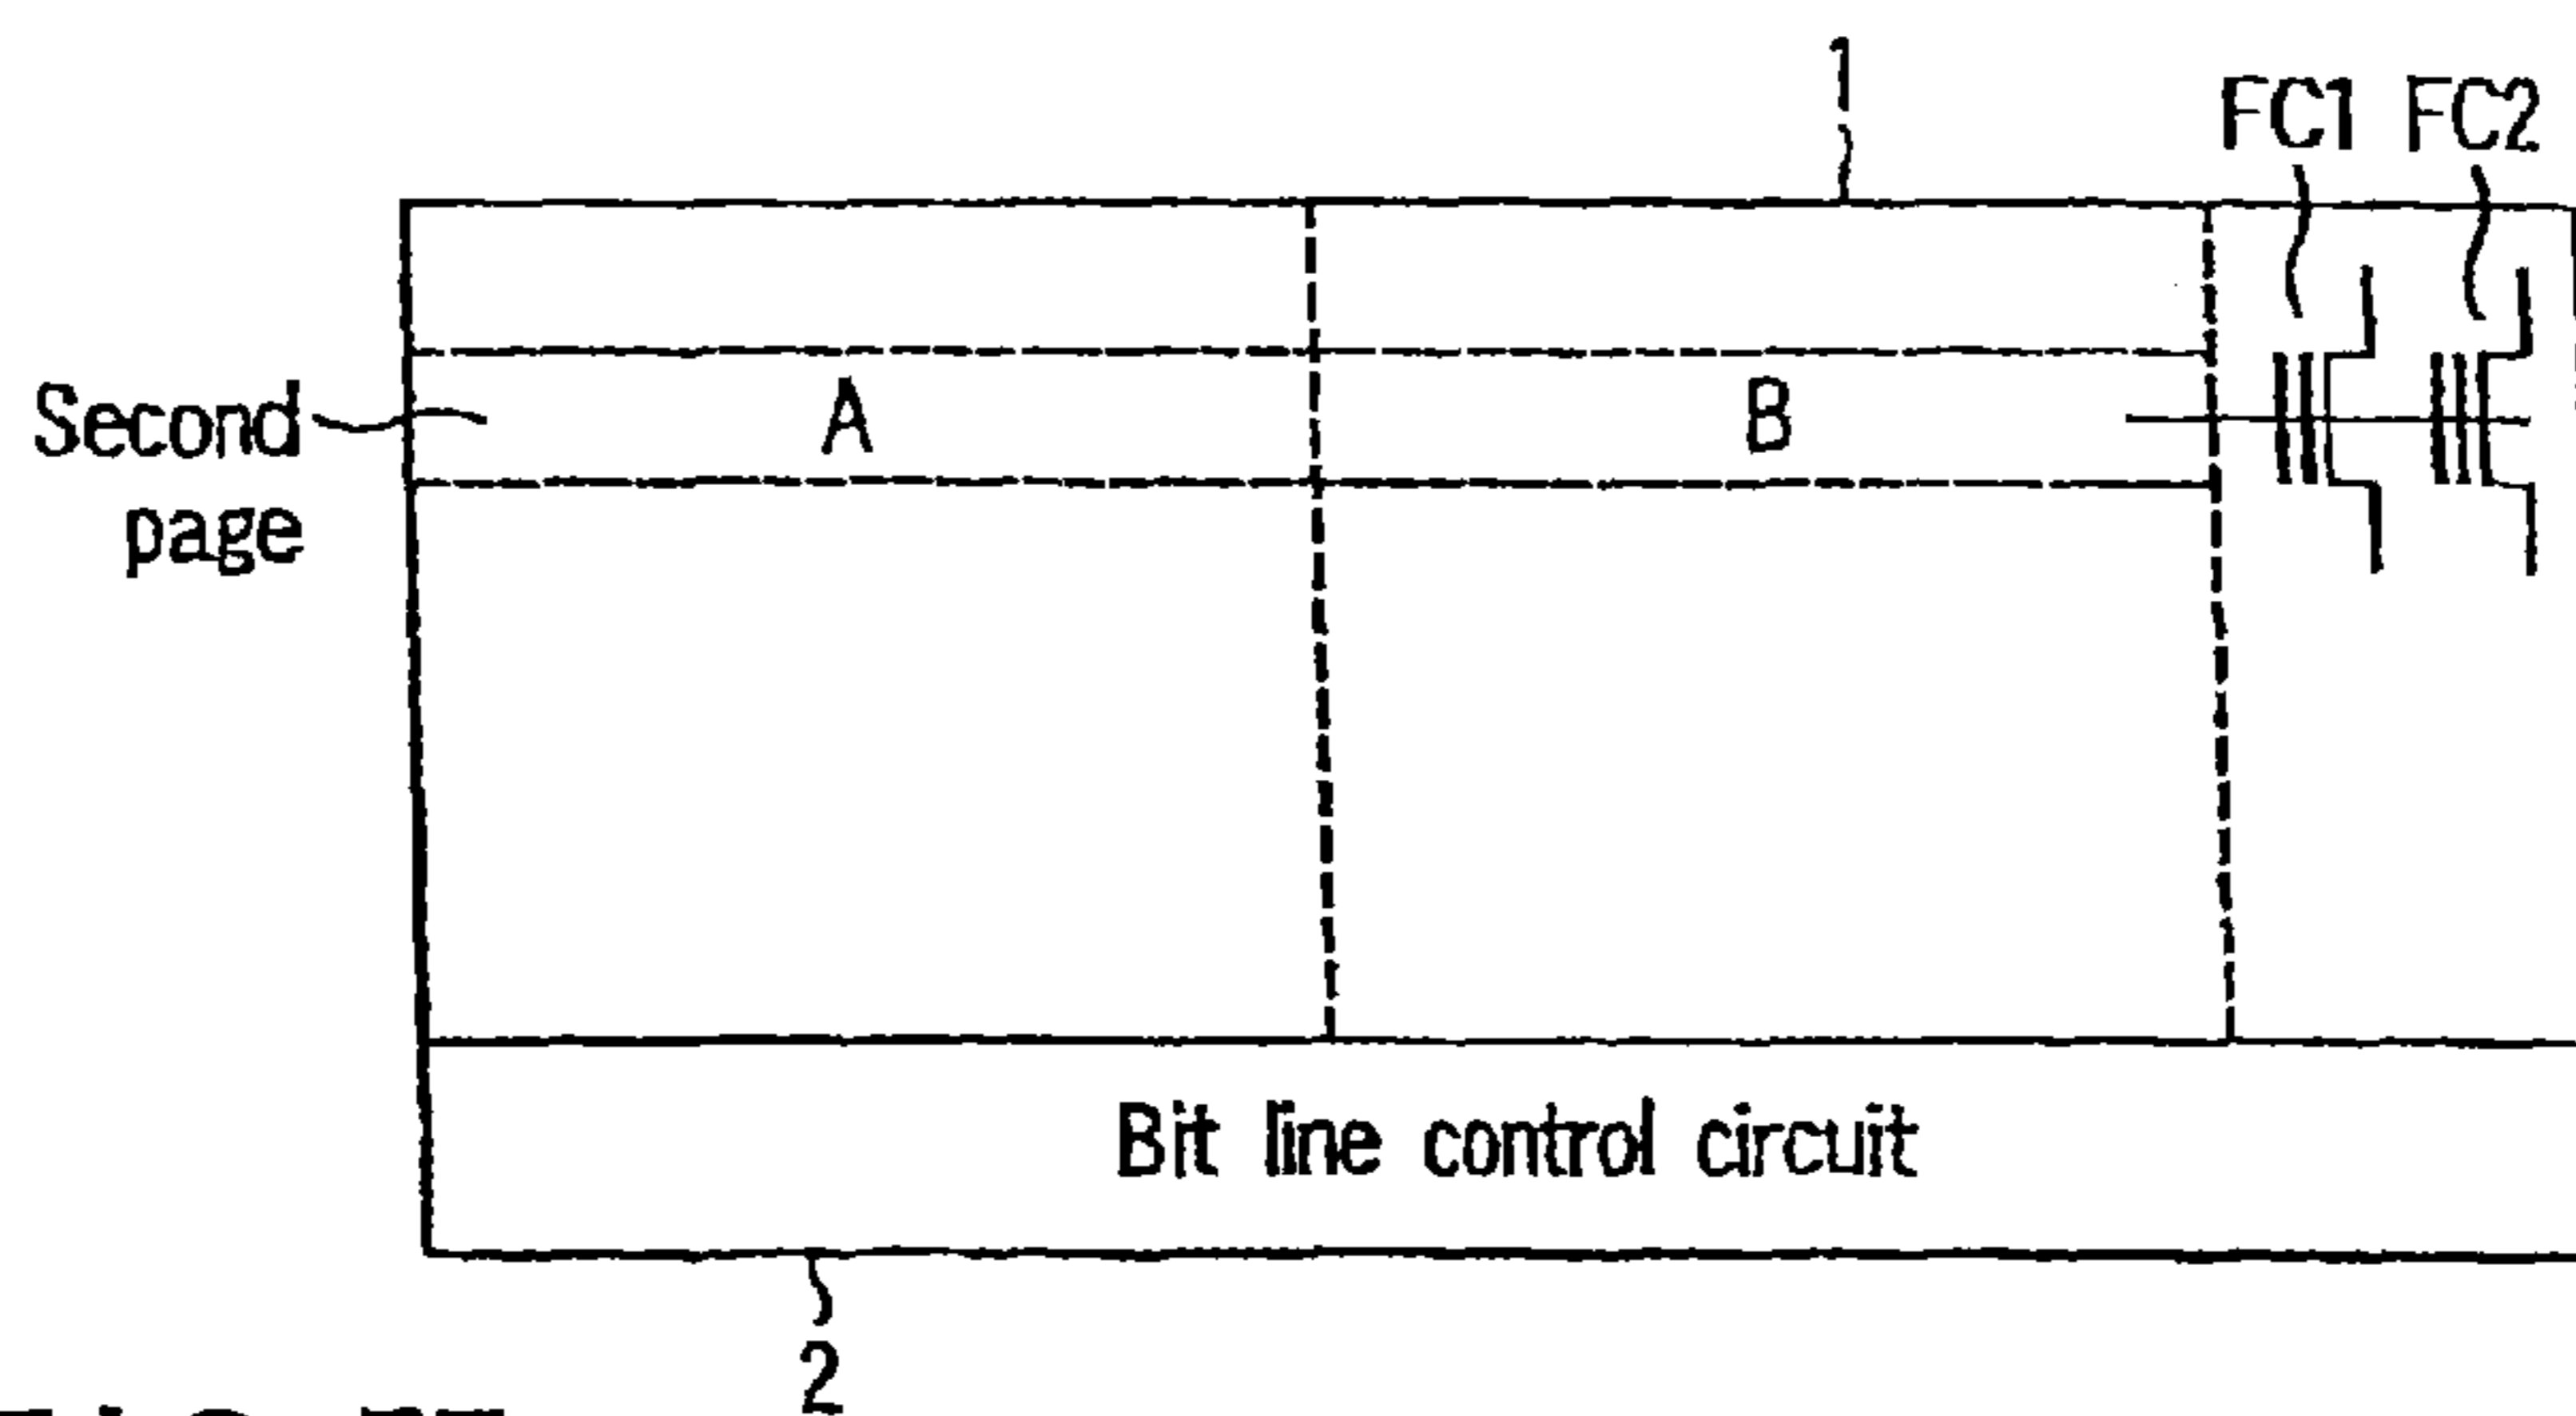 1
FC1 FC2
Second
page
A
B
Bit line control circuit
2